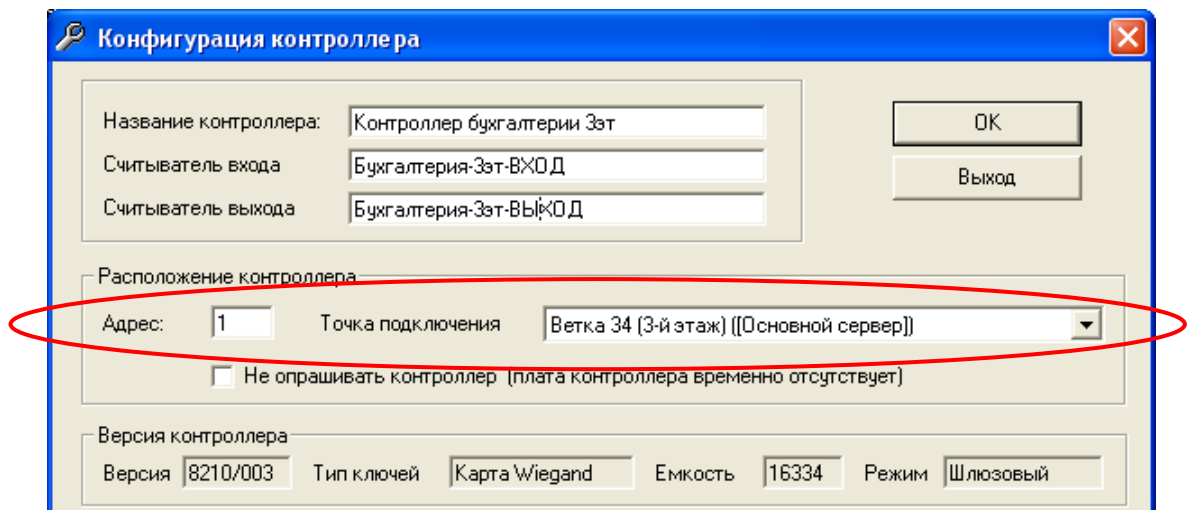 Конфигурация контроллера
Название контроллера: Контроллер бухгалтерии 3эт
OK
Считыватель входа Бухгалтерия-3эт-ВХОД
Выход
Считыватель выхода Бухгалтерия-3эт-ВЫХОД
Расположение контроллера
Адрес: 1 Точка подключения Ветка 34 (3-й этаж) ([Основной сервер])
Не опрашивать контроллер (плата контроллера временно отсутствует)
Версия контроллера
Версия 8210/003 Тип ключей Карта Wiegand Емкость 16334 Режим Шлюзовый